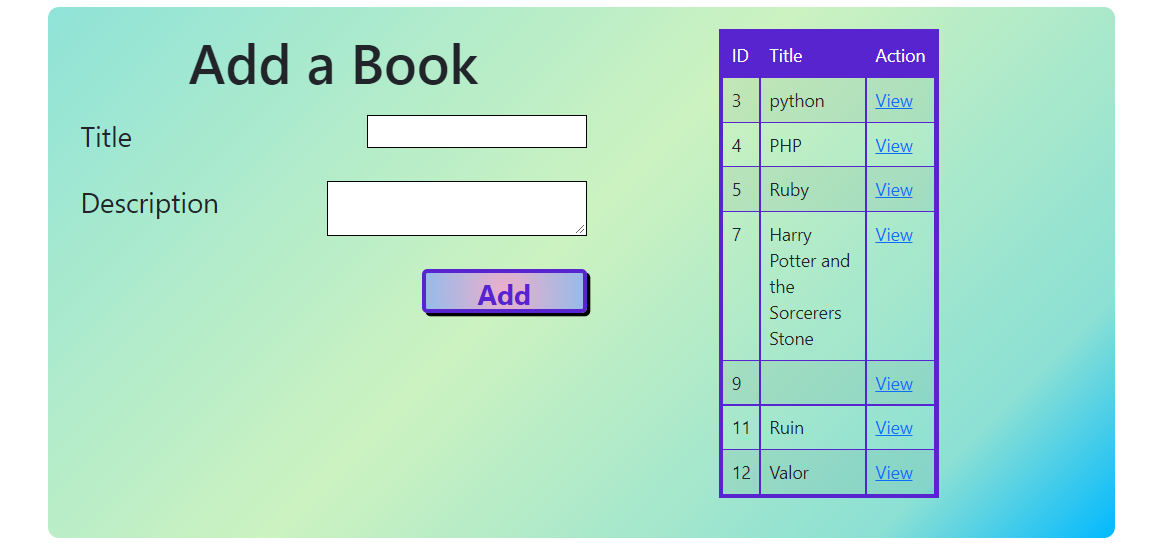 Add a Book
Title
Description
Add
ID Title Action
3 python View
4 PHP View
5 Ruby View
7 Harry View
Potter and
the
Sorcerers
Stone
9 View
11 Ruin View
12 Valor View